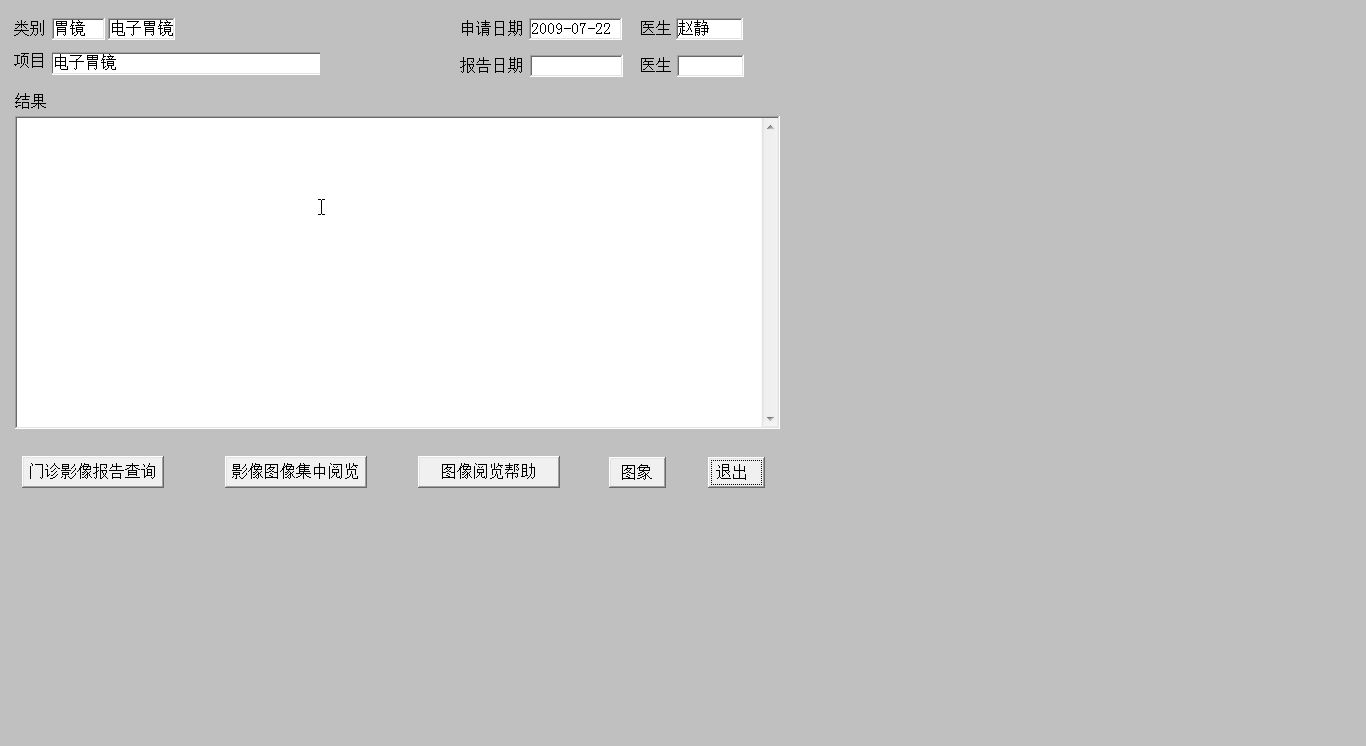 类别 胃镜 电子胃镜 申请日期 2009-07-22 医生 赵静
项目 电子胃镜 报告日期 医生
结果
门诊影像报告查询 影像图像集中阅览 图像阅览帮助 图象 退出